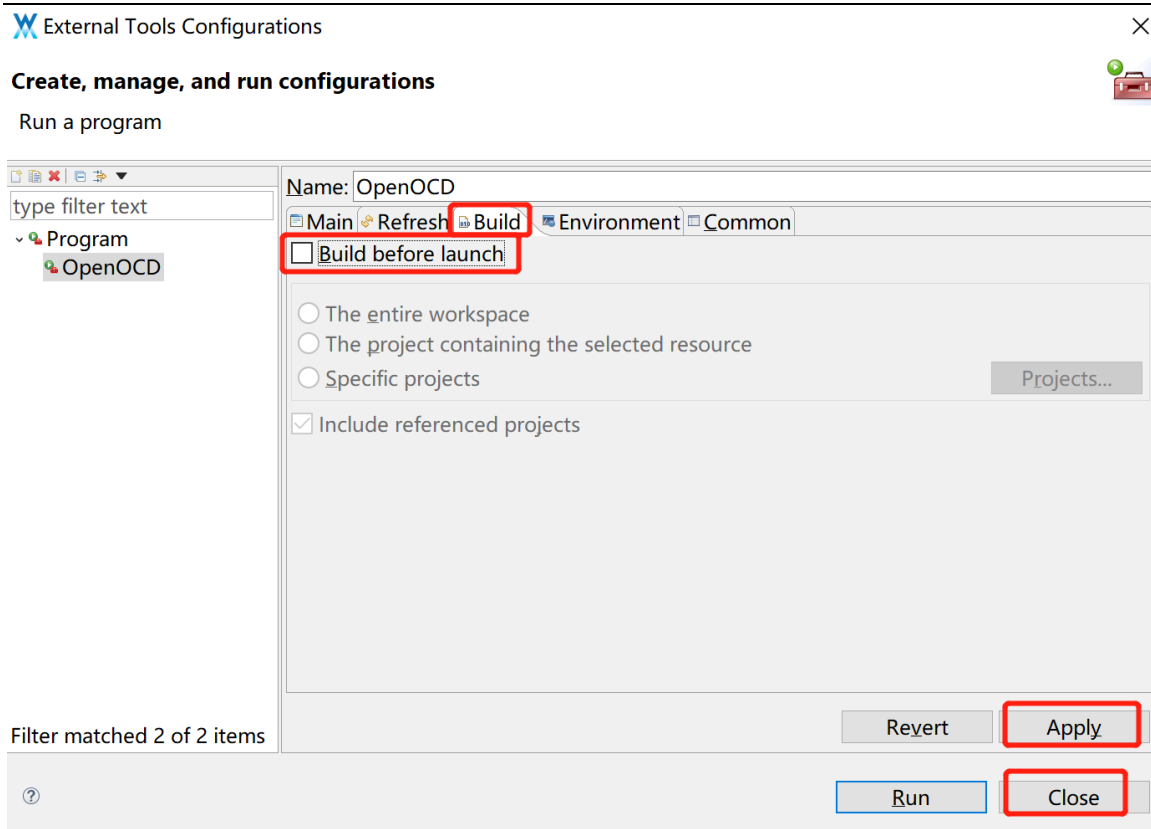 External Tools Configurations
Create, manage, and run configurations
Run a program
type filter text
Program
OpenOCD
Filter matched 2 of 2 items
Name: OpenOCD
Main Refresh Build Environment Common
Build before launch
The entire workspace
The project containing the selected resource
Specific projects Projects...
Include referenced projects
Revert Apply
Run Close